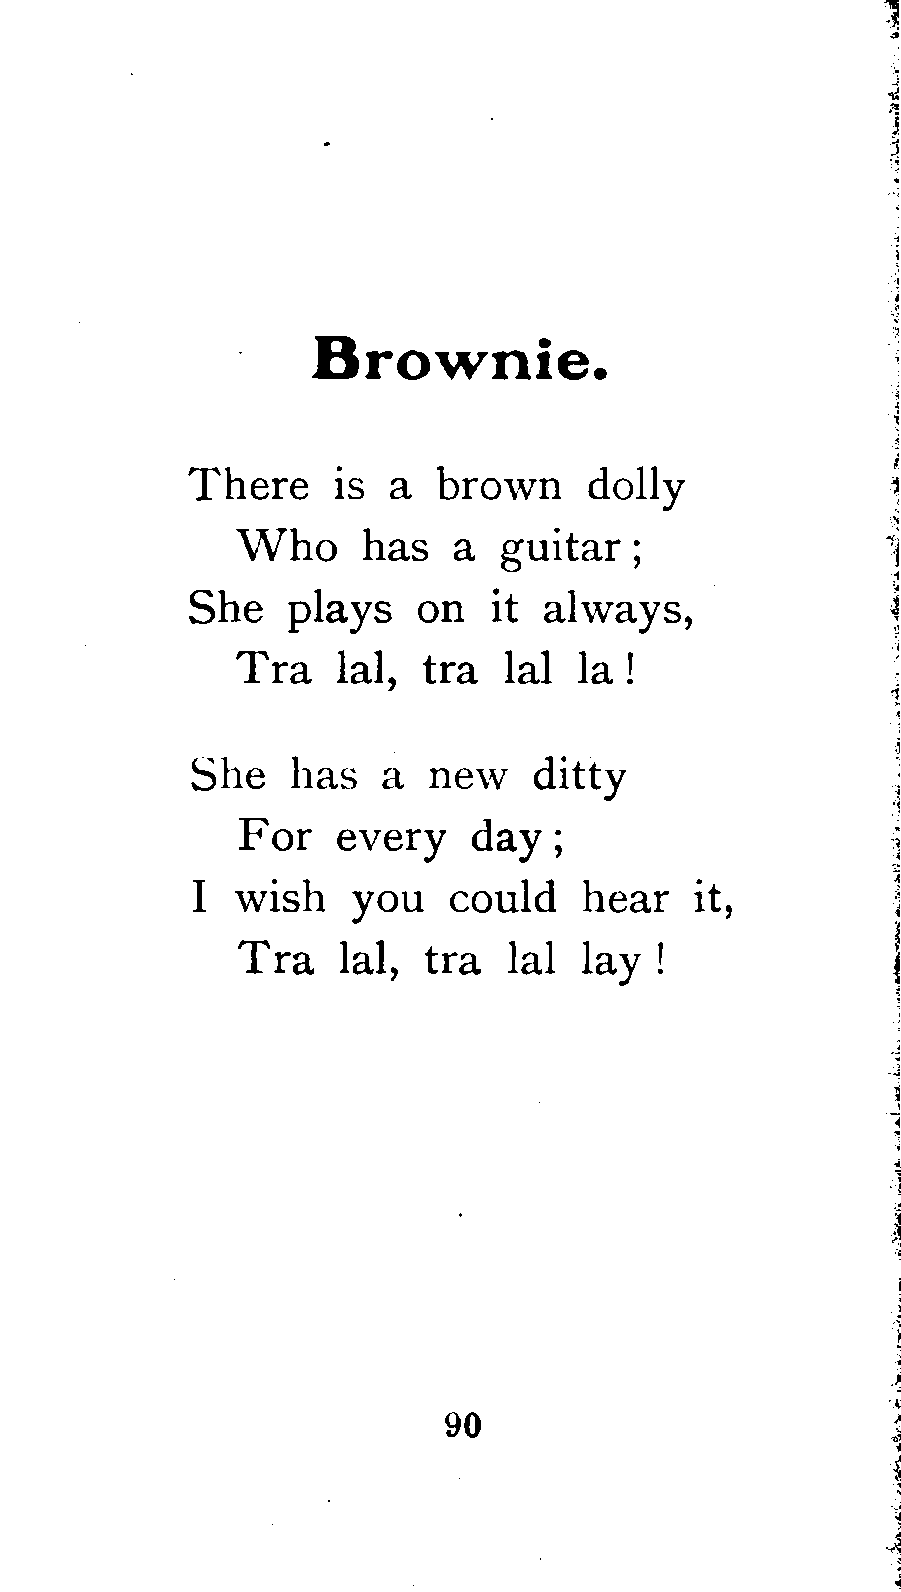 Brownie.
There is a brown dolly
Who has a guitar ;
She plays on it always,
Tra lal, tra lal la !
She has a new ditty
For every day ;
I wish you could hear it,
Tra lal, tra lal lay !
90